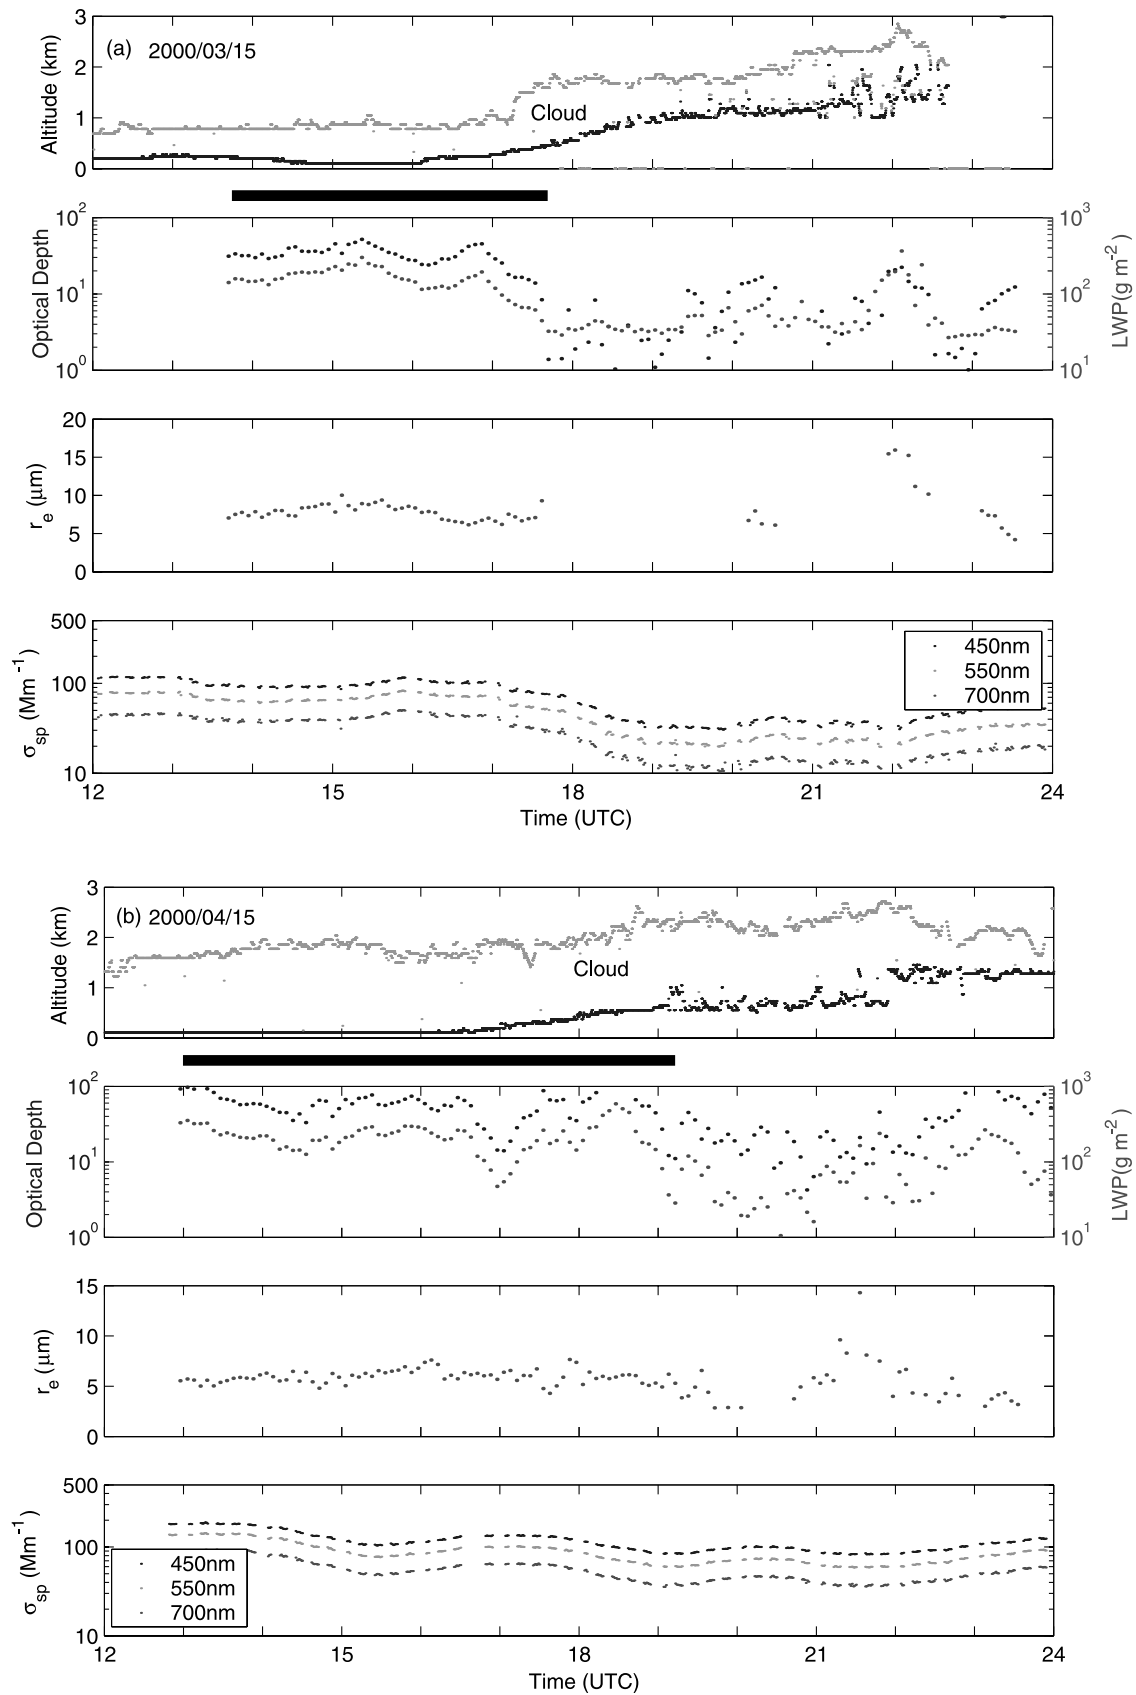 (a) 2000/03/15
Altitude (km)
3
2
1
0
Cloud
Optical Depth
10^2
10^1
10^0
LWP(g m^-2)
10^3
10^2
10^1
r_e (μm)
20
15
10
5
0
σ_sp (Mm^-1)
500
100
10
450nm
550nm
700nm
12 15 18 21 24
Time (UTC)
(b) 2000/04/15
Altitude (km)
3
2
1
0
Cloud
Optical Depth
10^2
10^1
10^0
LWP(g m^-2)
10^3
10^2
10^1
r_e (μm)
15
10
5
0
σ_sp (Mm^-1)
500
100
10
450nm
550nm
700nm
12 15 18 21 24
Time (UTC)